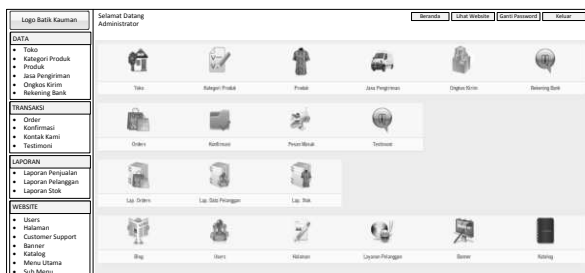 Logo Batik Kauman
Selamat Datang
Administrator
Beranda
Lihat Website
Ganti Password
Keluar
DATA
Toko
Kategori Produk
Produk
Jasa Pengiriman
Ongkos Kirim
Rekening Bank
TRANSAKSI
Order
Konfirmasi
Kontak Kami
Testimoni
LAPORAN
Laporan Penjualan
Laporan Pelanggan
Laporan Stok
WEBSITE
Users
Halaman
Customer Support
Banner
Katalog
Menu Utama
Sub Menu
Toko
Kategori Produk
Produk
Jasa Pengiriman
Ongkos Kirim
Rekening Bank
Orders
Konfirmasi
Pesan Masuk
Testimoni
Lap. Orders
Lap. Data Pelanggan
Lap. Stok
Blog
Users
Halaman
Layanan Pelanggan
Banner
Katalog